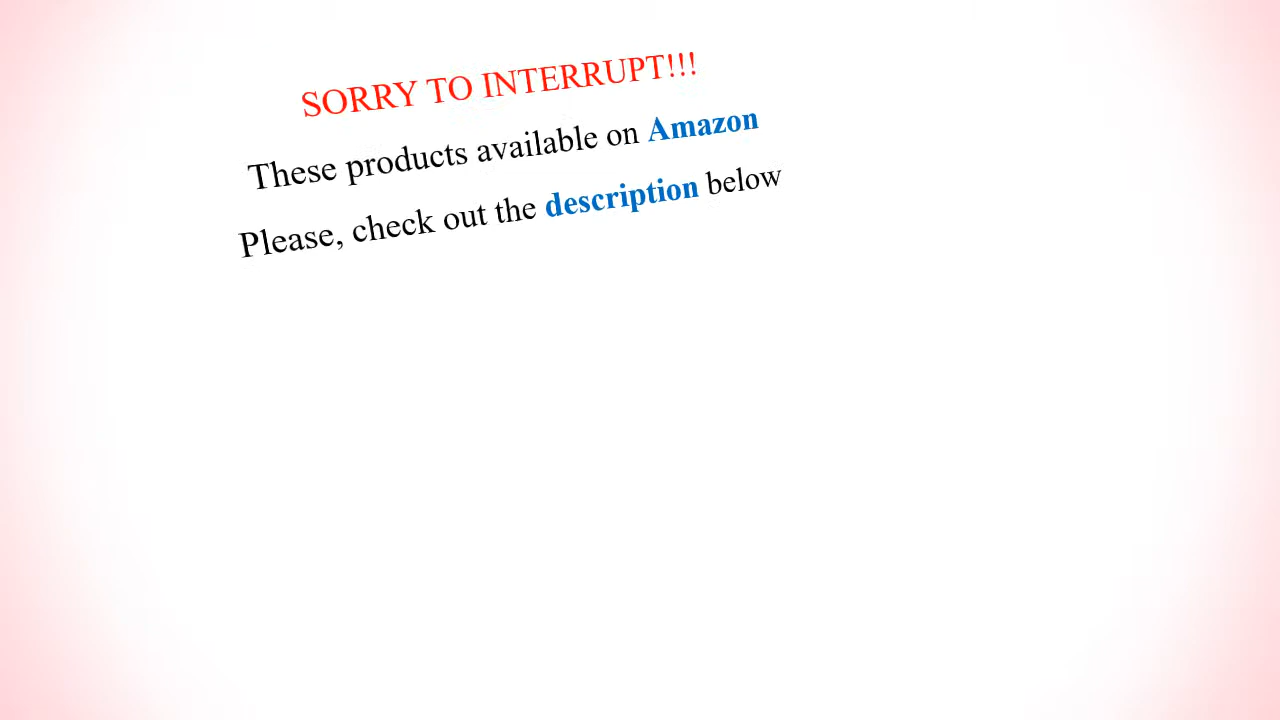 SORRY TO INTERRUPT!!!
These products available on Amazon
Please, check out the description below